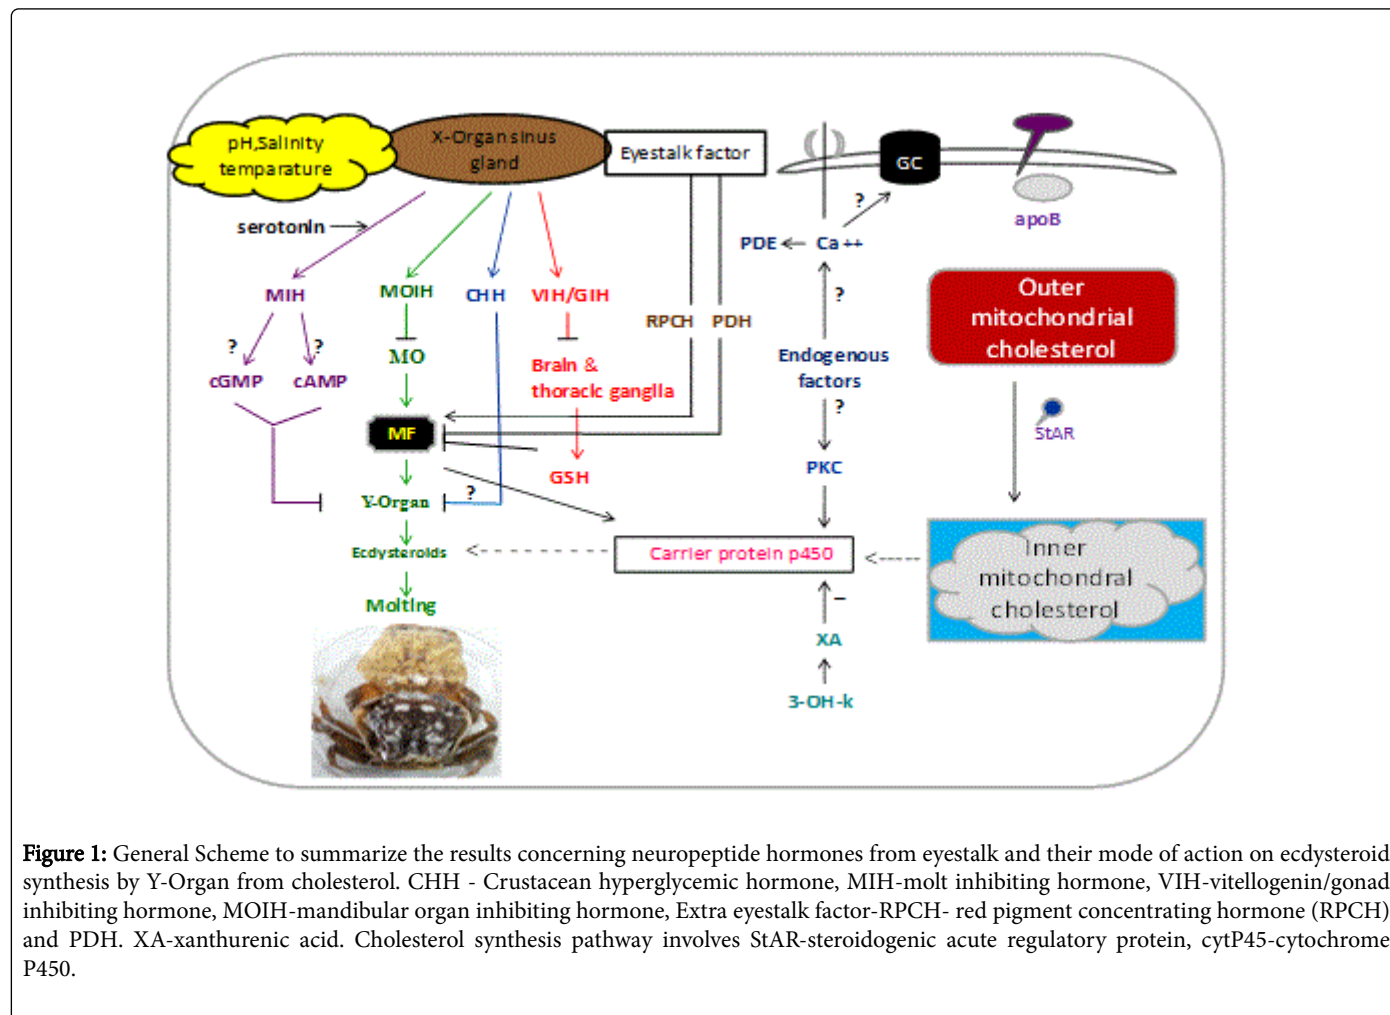 pH,Salinity
temparature
X-Organ sinus
gland
Eyestalk factor
GC
apoB
serotonin
?
PDE
Ca ++
MIH
MOIH
CHH
VIH/GIH
RPCH
PDH
?
Outer
mitochondrial
cholesterol
?
?
cGMP
cAMP
MO
Brain &
thoracic ganglia
Endogenous
factors
?
StAR
MF
GSH
PKC
?
Y-Organ
Ecdysteroids
Carrier protein p450
Inner
mitochondral
cholesterol
Molting
–
XA
3-OH-k
Figure 1: General Scheme to summarize the results concerning neuropeptide hormones from eyestalk and their mode of action on ecdysteroid
synthesis by Y-Organ from cholesterol. CHH - Crustacean hyperglycemic hormone, MIH-molt inhibiting hormone, VIH-vitellogenin/gonad
inhibiting hormone, MOIH-mandibular organ inhibiting hormone, Extra eyestalk factor-RPCH- red pigment concentrating hormone (RPCH)
and PDH. XA-xanthurenic acid. Cholesterol synthesis pathway involves StAR-steroidogenic acute regulatory protein, cytP45-cytochrome
P450.